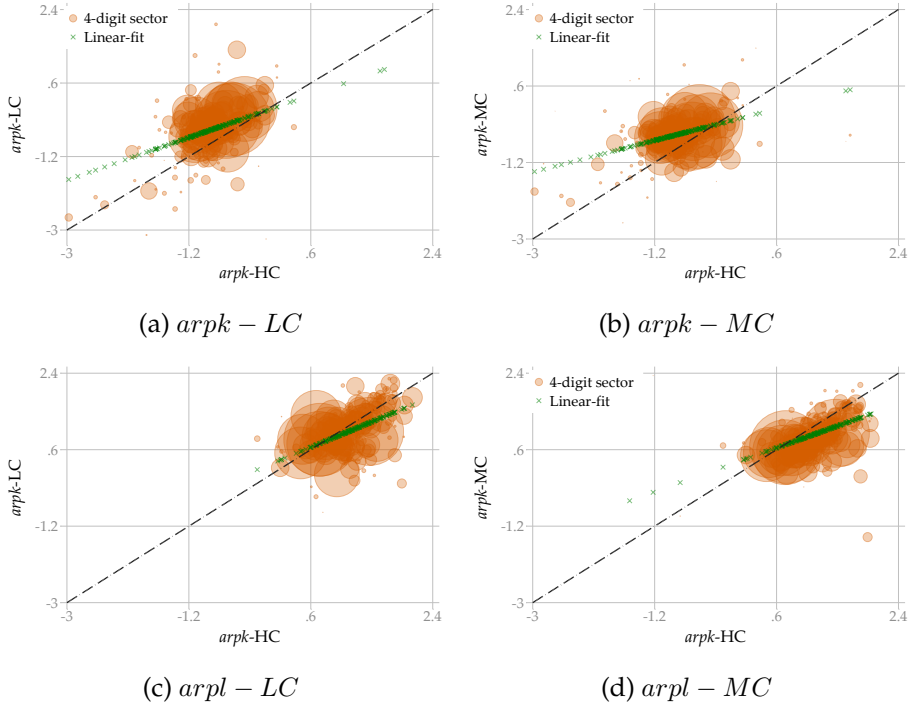 2.4
4-digit sector
Linear-fit
.6
arpk-LC
-1.2
-3
-3
-1.2
.6
2.4
arpk-HC
(a) arpk − LC
2.4
4-digit sector
Linear-fit
.6
arpk-MC
-1.2
-3
-3
-1.2
.6
2.4
arpk-HC
(b) arpk − MC
2.4
.6
arpk-LC
-1.2
-3
-3
-1.2
.6
2.4
arpk-HC
(c) arpl − LC
2.4
4-digit sector
Linear-fit
.6
arpk-MC
-1.2
-3
-3
-1.2
.6
2.4
arpk-HC
(d) arpl − MC